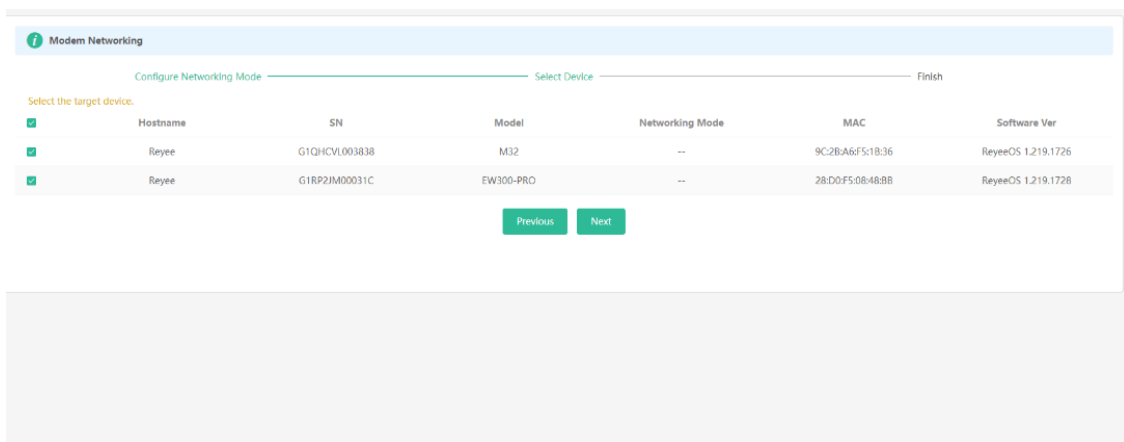 Modem Networking
Configure Networking Mode Select Device Finish
Select the target device.
Hostname SN Model Networking Mode MAC Software Ver
Reyee G1QHCVL003838 M32 -- 9C:2B:A6:F5:1B:36 ReyeeOS 1.219.1726
Reyee G1RP2JM00031C EW300-PRO -- 28:D0:F5:08:48:BB ReyeeOS 1.219.1728
Previous Next